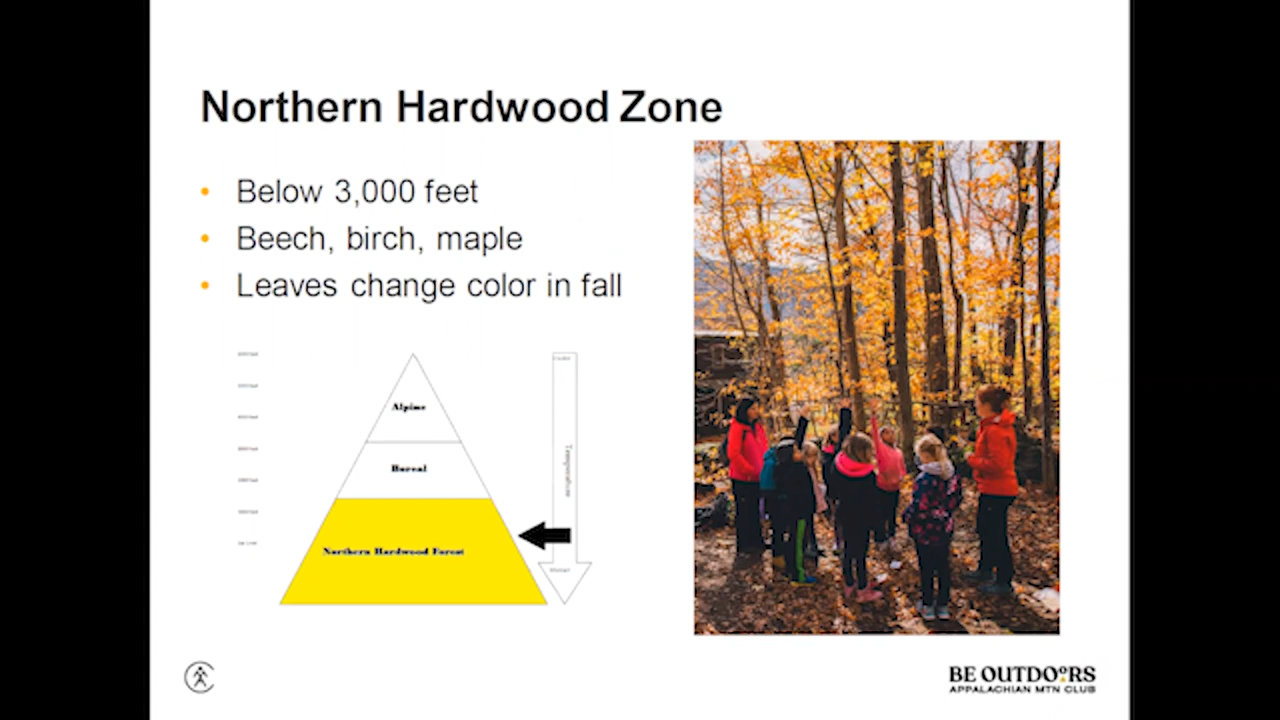 Northern Hardwood Zone
• Below 3,000 feet
• Beech, birch, maple
• Leaves change color in fall
Alpine
Boreal
Temperature
Northern Hardwood Forest
BE OUTDOORS
APPALACHIAN MTN CLUB